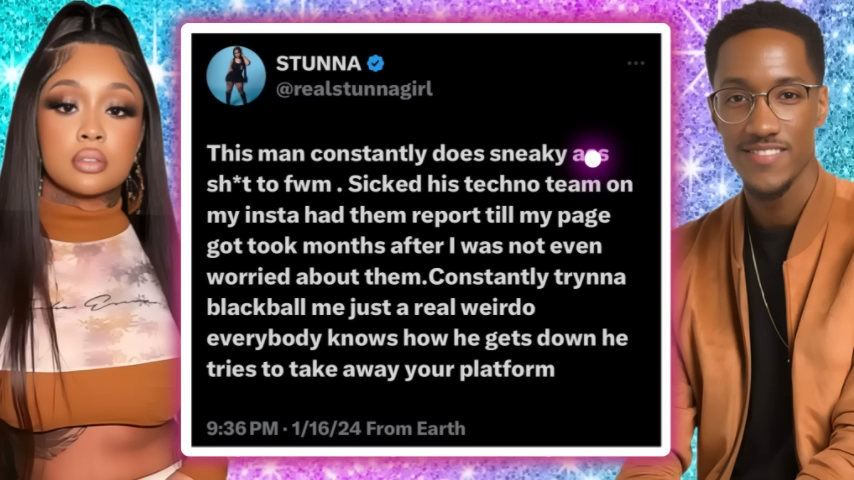 STUNNA
@realstunnagirl
This man constantly does sneaky
sh*t to fwm . Sicked his techno team on
my insta had them report till my page
got took months after I was not even
worried about them.Constantly trynna
blackball me just a real weirdo
everybody knows how he gets down he
tries to take away your platform
9:36 PM · 1/16/24 From Earth